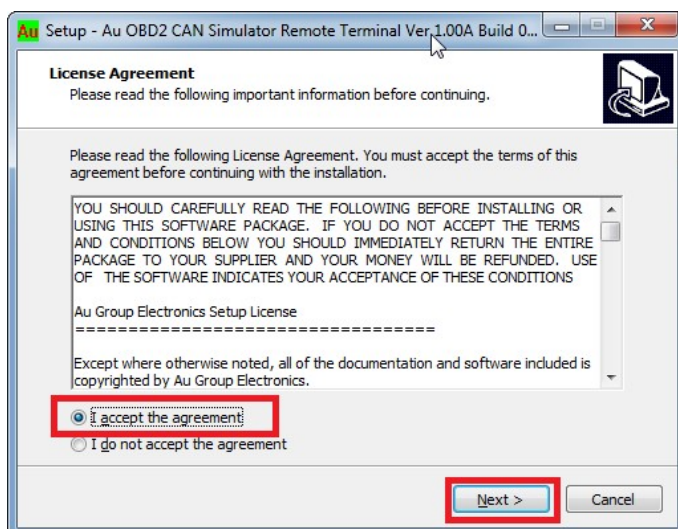 Au Setup - Au OBD2 CAN Simulator Remote Terminal Ver 1.00A Build 0...
License Agreement
Please read the following important information before continuing.
Please read the following License Agreement. You must accept the terms of this
agreement before continuing with the installation.
YOU SHOULD CAREFULLY READ THE FOLLOWING BEFORE INSTALLING OR
USING THIS SOFTWARE PACKAGE. IF YOU DO NOT ACCEPT THE TERMS
AND CONDITIONS BELOW YOU SHOULD IMMEDIATELY RETURN THE ENTIRE
PACKAGE TO YOUR SUPPLIER AND YOUR MONEY WILL BE REFUNDED. USE
OF THE SOFTWARE INDICATES YOUR ACCEPTANCE OF THESE CONDITIONS
Au Group Electronics Setup License
==================================
Except where otherwise noted, all of the documentation and software included is
copyrighted by Au Group Electronics.
I accept the agreement
I do not accept the agreement
Next >
Cancel